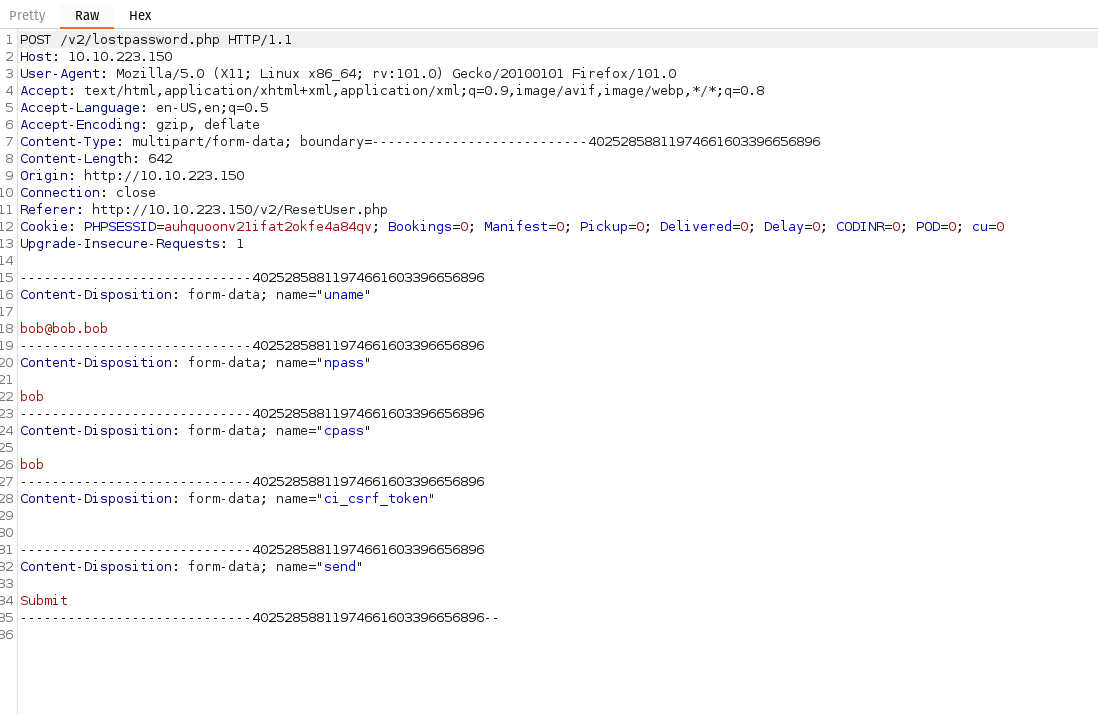 Pretty Raw Hex
1 POST /v2/lostpassword.php HTTP/1.1
2 Host: 10.10.223.150
3 User-Agent: Mozilla/5.0 (X11; Linux x86_64; rv:101.0) Gecko/20100101 Firefox/101.0
4 Accept: text/html,application/xhtml+xml,application/xml;q=0.9,image/avif,image/webp,*/*;q=0.8
5 Accept-Language: en-US,en;q=0.5
6 Accept-Encoding: gzip, deflate
7 Content-Type: multipart/form-data; boundary=---------------------------40252858811974661603396656896
8 Content-Length: 642
9 Origin: http://10.10.223.150
10 Connection: close
11 Referer: http://10.10.223.150/v2/ResetUser.php
12 Cookie: PHPSESSID=auhquoonv21ifat2okfe4a84qv; Bookings=0; Manifest=0; Pickup=0; Delivered=0; Delay=0; CODINR=0; POD=0; cu=0
13 Upgrade-Insecure-Requests: 1
14
15 -----------------------------40252858811974661603396656896
16 Content-Disposition: form-data; name="uname"
17
18 bob@bob.bob
19 -----------------------------40252858811974661603396656896
20 Content-Disposition: form-data; name="npass"
21
22 bob
23 -----------------------------40252858811974661603396656896
24 Content-Disposition: form-data; name="cpass"
25
26 bob
27 -----------------------------40252858811974661603396656896
28 Content-Disposition: form-data; name="ci_csrf_token"
29
30
31 -----------------------------40252858811974661603396656896
32 Content-Disposition: form-data; name="send"
33
34 Submit
35 -----------------------------40252858811974661603396656896--
36